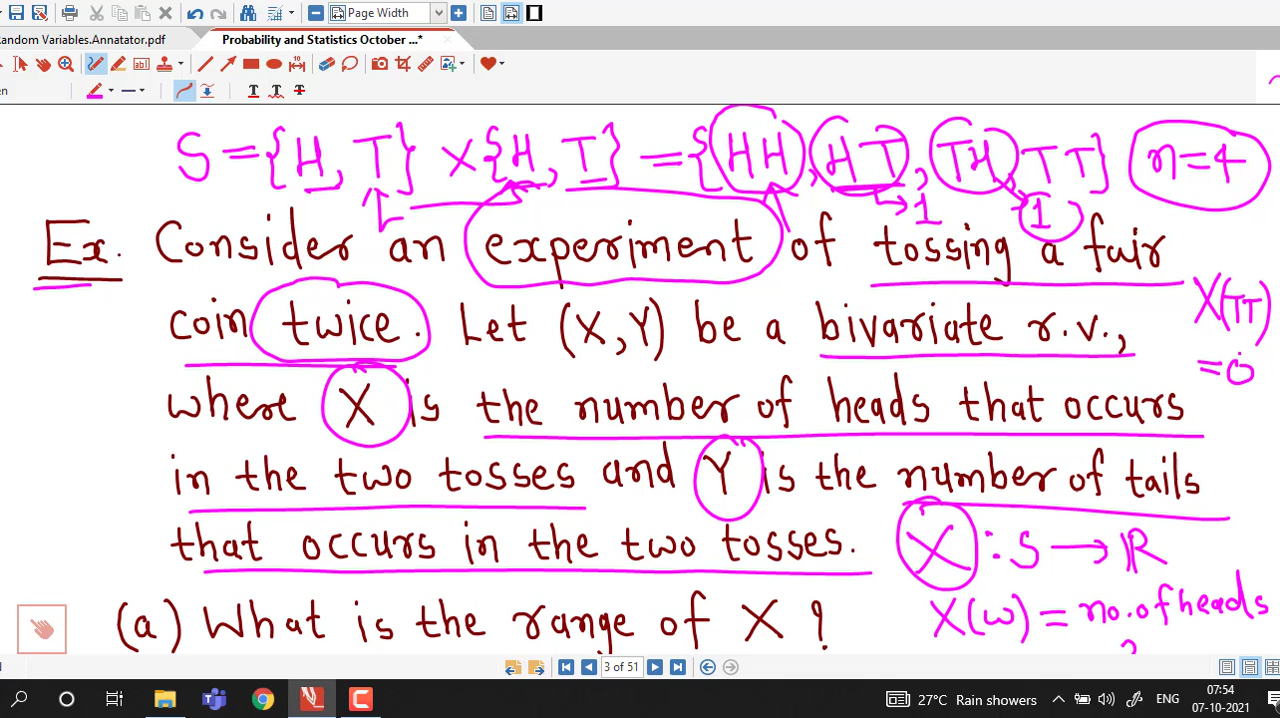 Page Width
Random Variables.Annatator.pdf
Probability and Statistics October ...*
S = {H, T} × {H, T} = {HH, HT, TH, TT} n=4
1
1
Ex. Consider an experiment of tossing a fair
coin twice. Let (X, Y) be a bivariate r.v.,
X(TT)
= 0
where X is the number of heads that occurs
in the two tosses and Y is the number of tails
that occurs in the two tosses.
X : S → ℝ
X(ω) = no. of heads
(a) What is the range of X ?
3 of 51
27°C Rain showers
ENG
07:54
07-10-2021